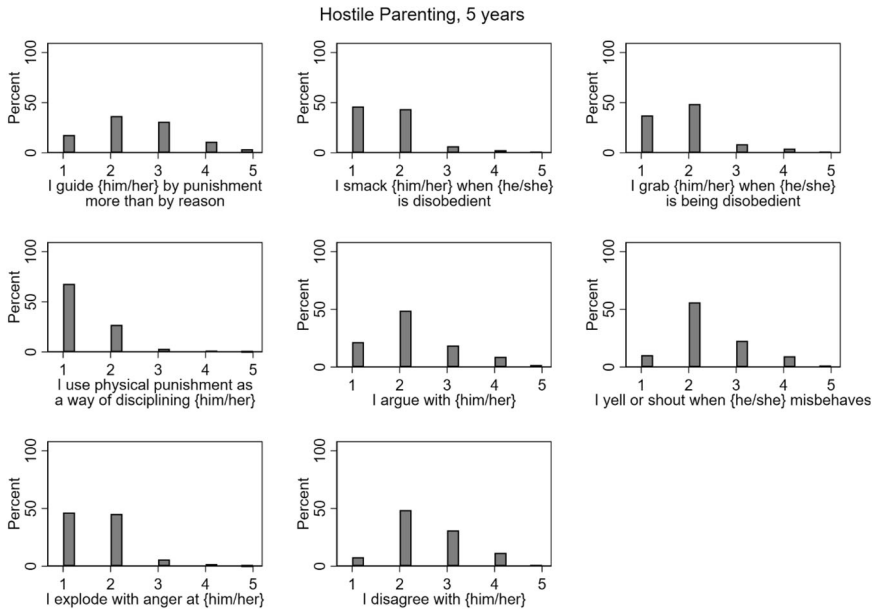 Hostile Parenting, 5 years
Percent
0 50 100
1 2 3 4 5
I guide {him/her} by punishment
more than by reason
Percent
0 50 100
1 2 3 4 5
I smack {him/her} when {he/she}
is disobedient
Percent
0 50 100
1 2 3 4 5
I grab {him/her} when {he/she}
is being disobedient
Percent
0 50 100
1 2 3 4 5
I use physical punishment as
a way of disciplining {him/her}
Percent
0 50 100
1 2 3 4 5
I argue with {him/her}
Percent
0 50 100
1 2 3 4 5
I yell or shout when {he/she} misbehaves
Percent
0 50 100
1 2 3 4 5
I explode with anger at {him/her}
Percent
0 50 100
1 2 3 4 5
I disagree with {him/her}